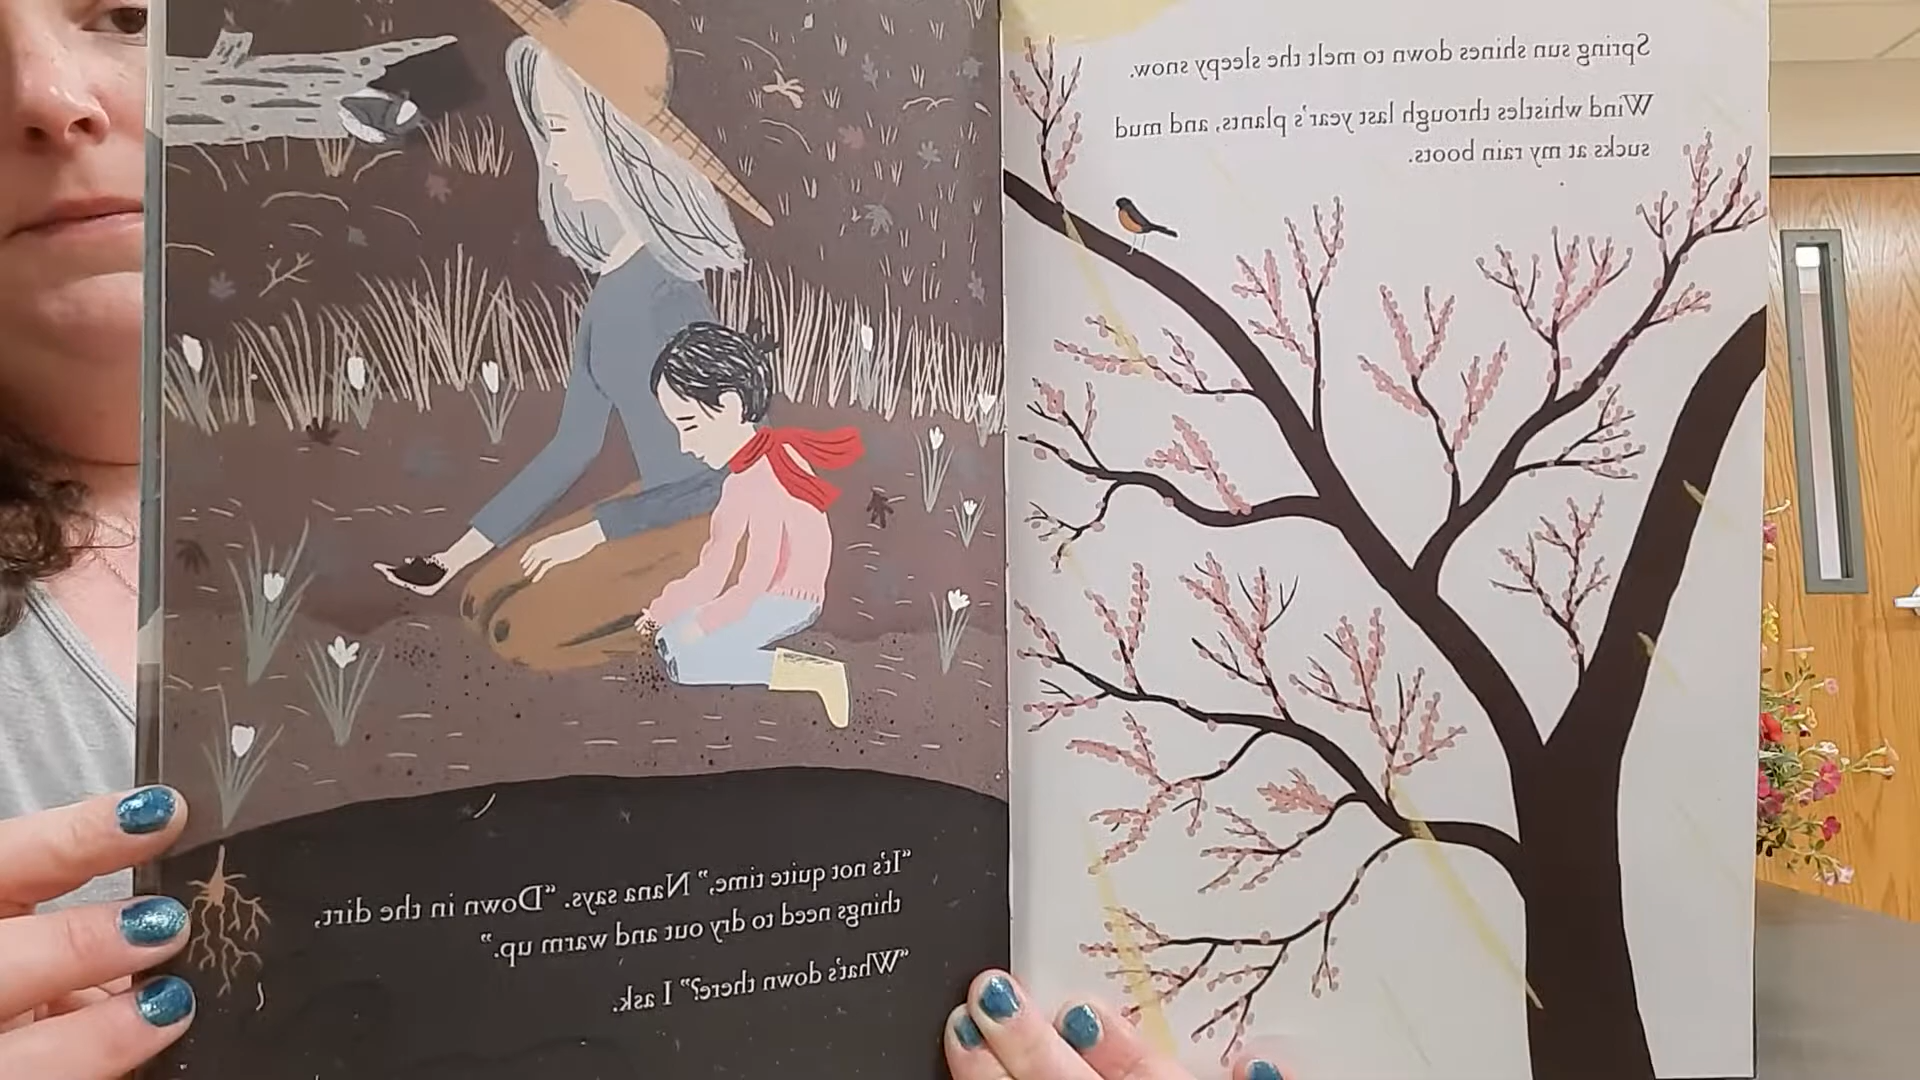 Spring sun shines down to melt the sleepy snow.
Wind whistles through last year's plants, and mud
sucks at my rain boots.
“It's not quite time,” Nana says. “Down in the dirt,
things need to dry out and warm up.”
“What's down there?” I ask.